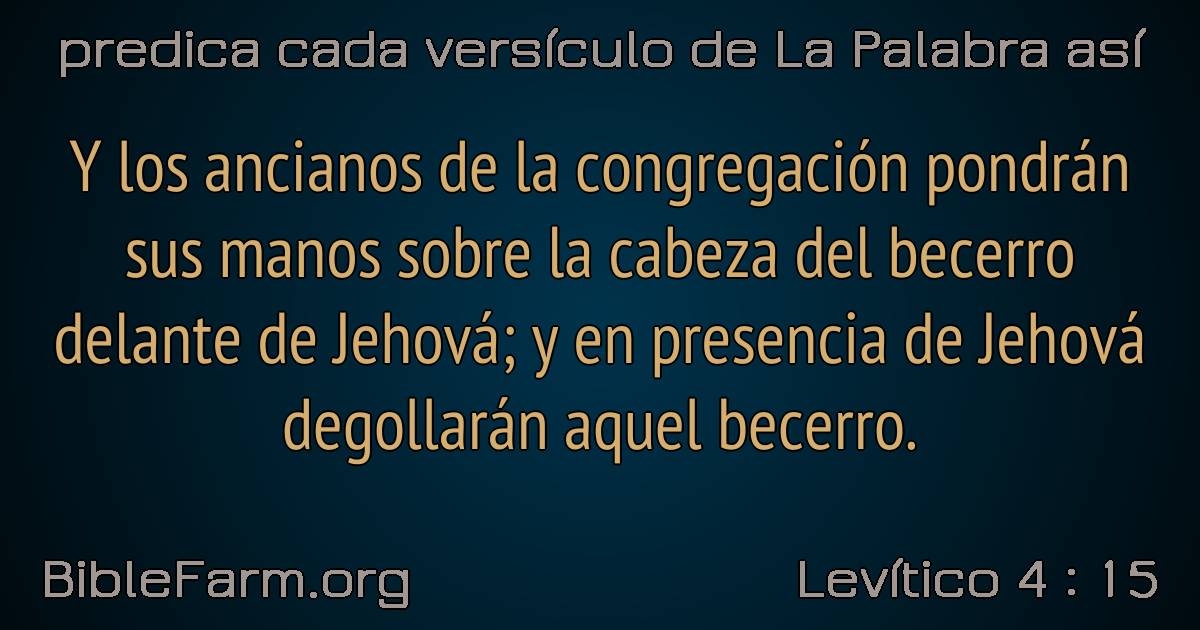 predica cada versículo de La Palabra así
Y los ancianos de la congregación pondrán
sus manos sobre la cabeza del becerro
delante de Jehová; y en presencia de Jehová
degollarán aquel becerro.
BibleFarm.org
Levítico 4 : 15